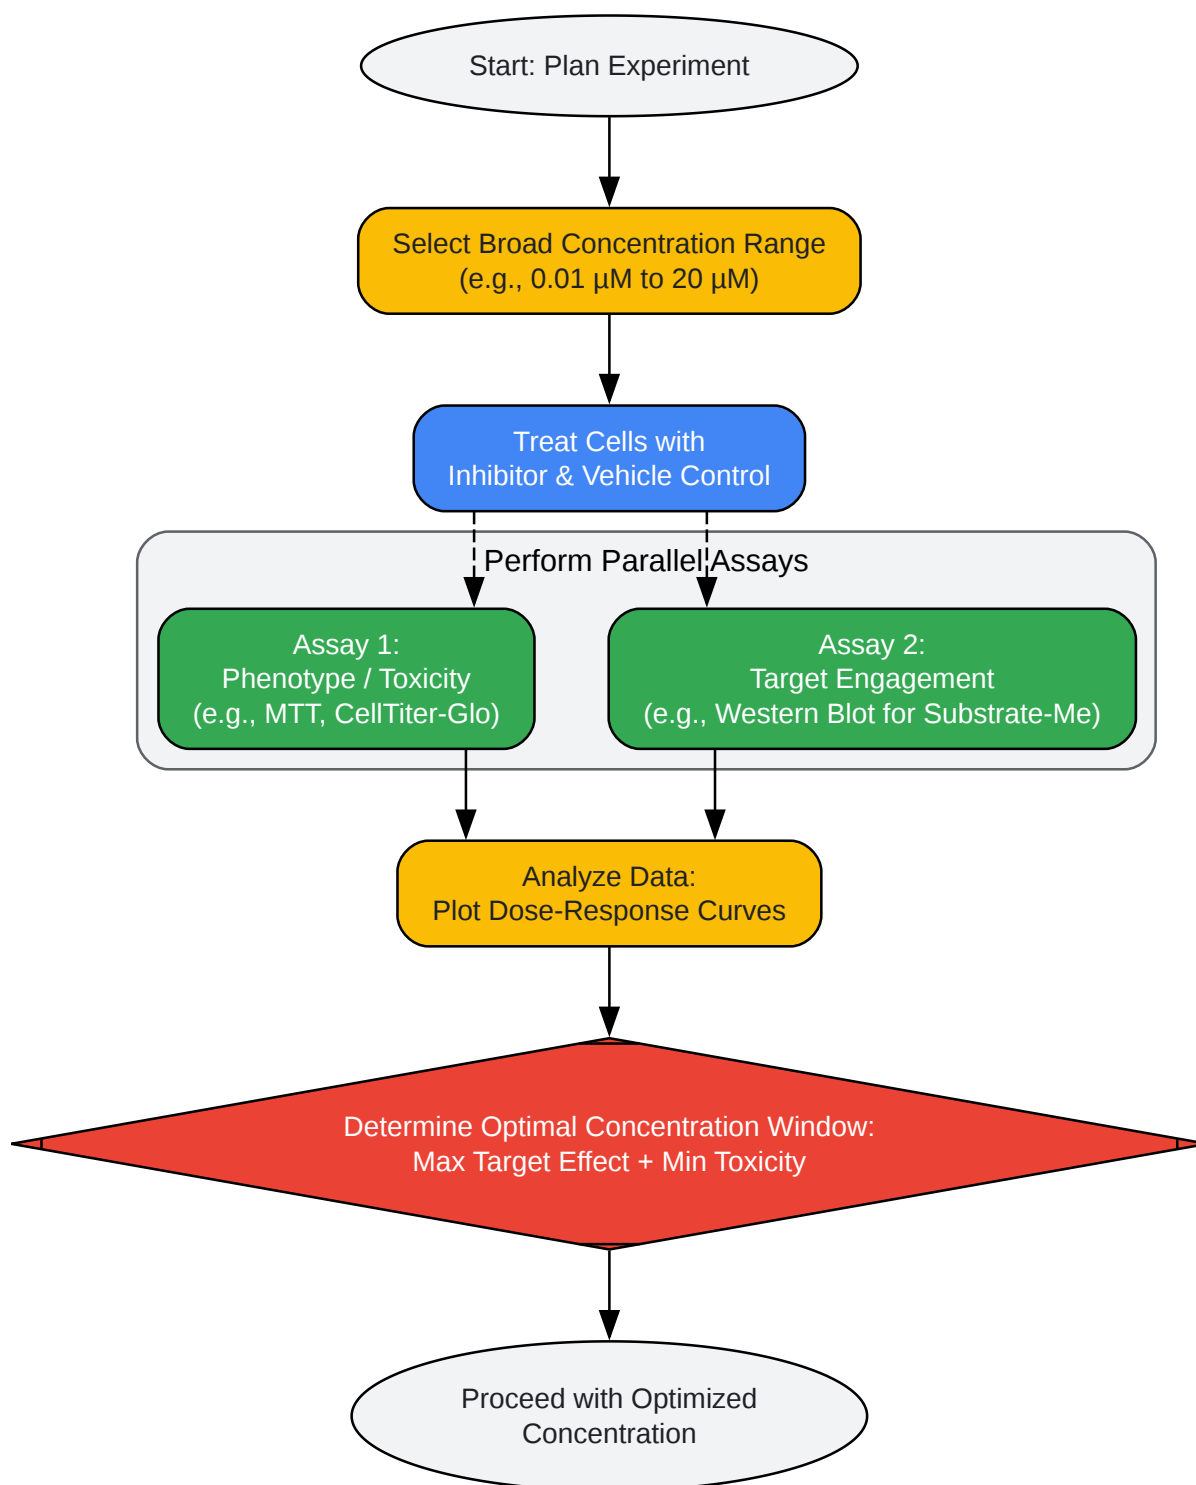 Start: Plan Experiment
Select Broad Concentration Range
(e.g., 0.01 µM to 20 µM)
Treat Cells with
Inhibitor & Vehicle Control
Perform Parallel Assays
Assay 1:
Phenotype / Toxicity
(e.g., MTT, CellTiter-Glo)
Assay 2:
Target Engagement
(e.g., Western Blot for Substrate-Me)
Analyze Data:
Plot Dose-Response Curves
Determine Optimal Concentration Window:
Max Target Effect + Min Toxicity
Proceed with Optimized
Concentration